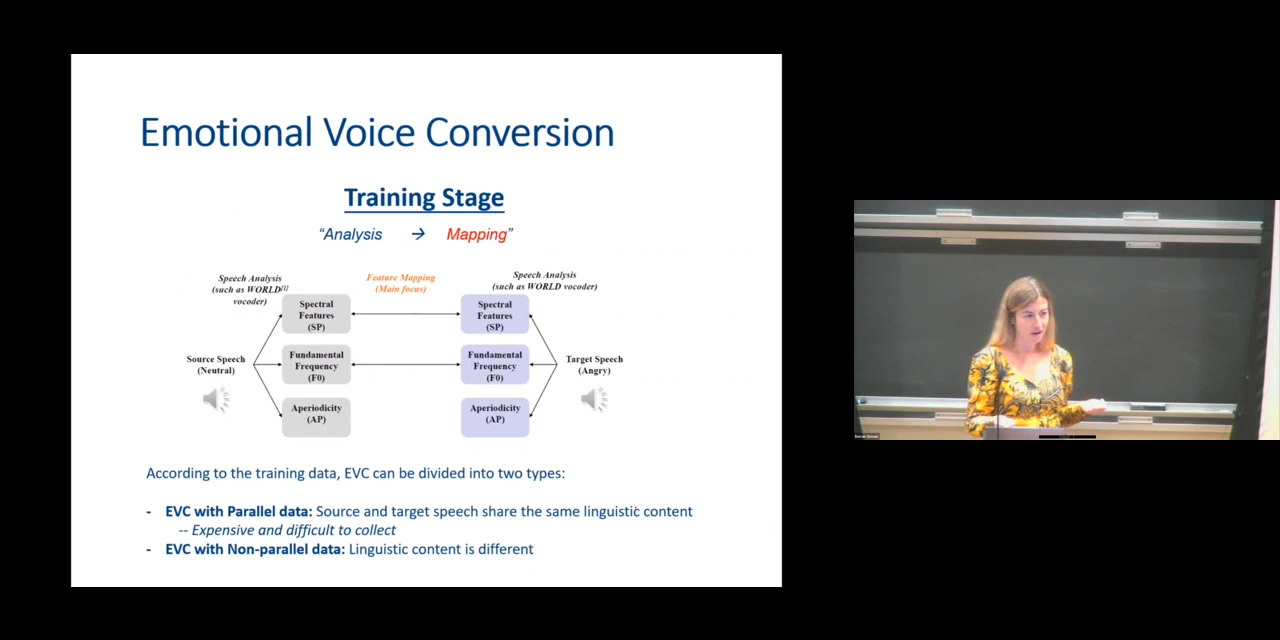 Emotional Voice Conversion
Training Stage
“Analysis → Mapping”
Speech Analysis
(such as WORLD[1]
vocoder)
Feature Mapping
(Main focus)
Speech Analysis
(such as WORLD vocoder)
Spectral
Features
(SP)
Spectral
Features
(SP)
Source Speech
(Neutral)
Fundamental
Frequency
(F0)
Fundamental
Frequency
(F0)
Target Speech
(Angry)
Aperiodicity
(AP)
Aperiodicity
(AP)
According to the training data, EVC can be divided into two types:
- EVC with Parallel data: Source and target speech share the same linguistic content
-- Expensive and difficult to collect
- EVC with Non-parallel data: Linguistic content is different